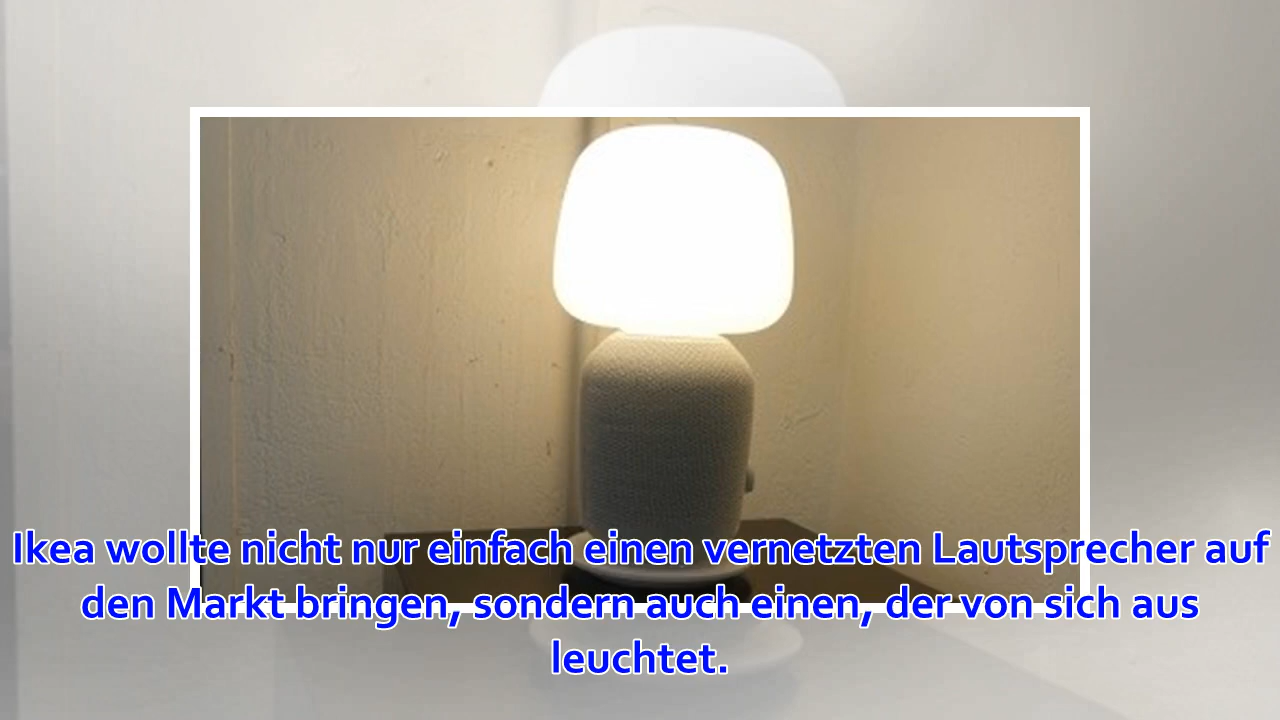 Ikea wollte nicht nur einfach einen vernetzten Lautsprecher auf
den Markt bringen, sondern auch einen, der von sich aus
leuchtet.